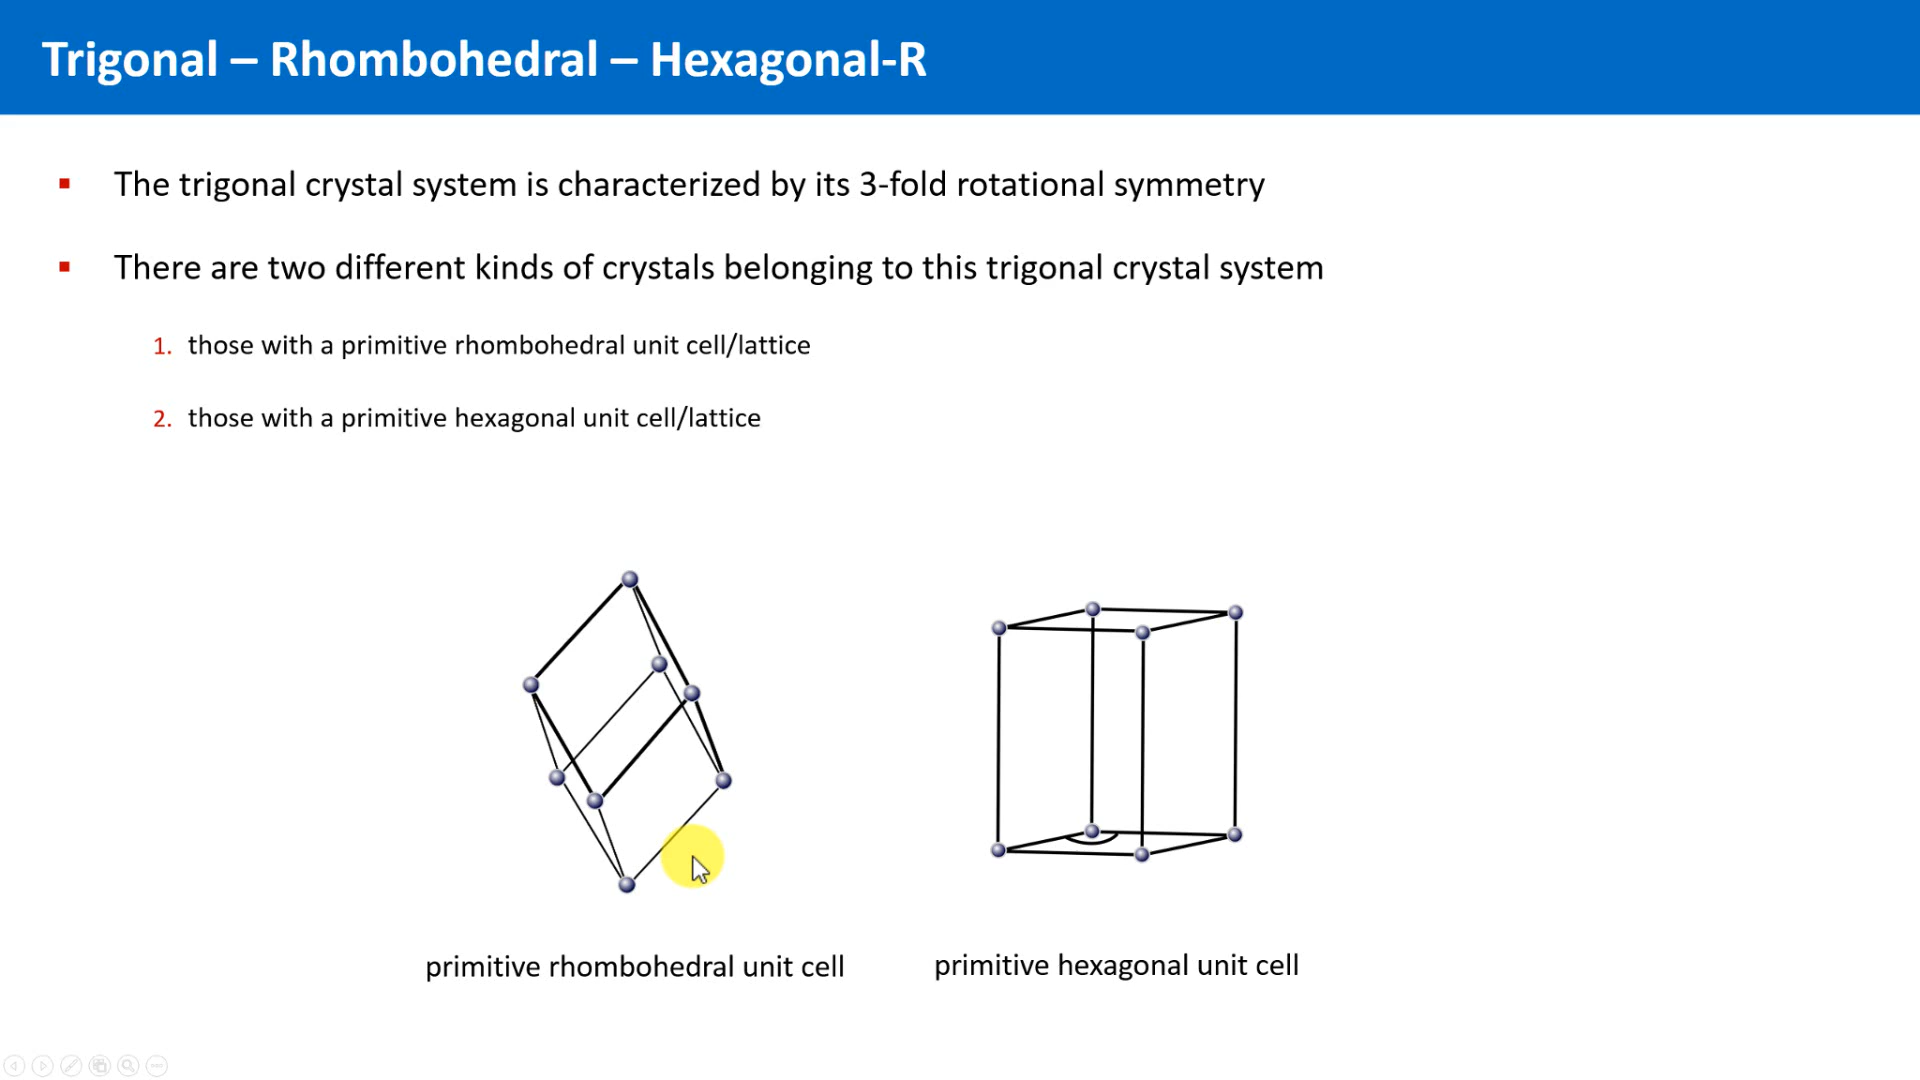 Trigonal – Rhombohedral – Hexagonal-R
▪ The trigonal crystal system is characterized by its 3-fold rotational symmetry
▪ There are two different kinds of crystals belonging to this trigonal crystal system
1. those with a primitive rhombohedral unit cell/lattice
2. those with a primitive hexagonal unit cell/lattice
primitive rhombohedral unit cell
primitive hexagonal unit cell